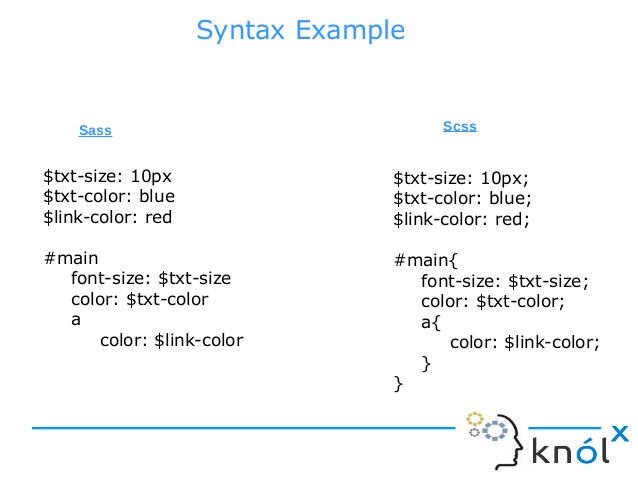 Syntax Example
Sass
$txt-size: 10px
$txt-color: blue
$link-color: red
#main
font-size: $txt-size
color: $txt-color
a
color: $link-color
Scss
$txt-size: 10px;
$txt-color: blue;
$link-color: red;
#main{
font-size: $txt-size;
color: $txt-color;
a{
color: $link-color;
}
}
knólx